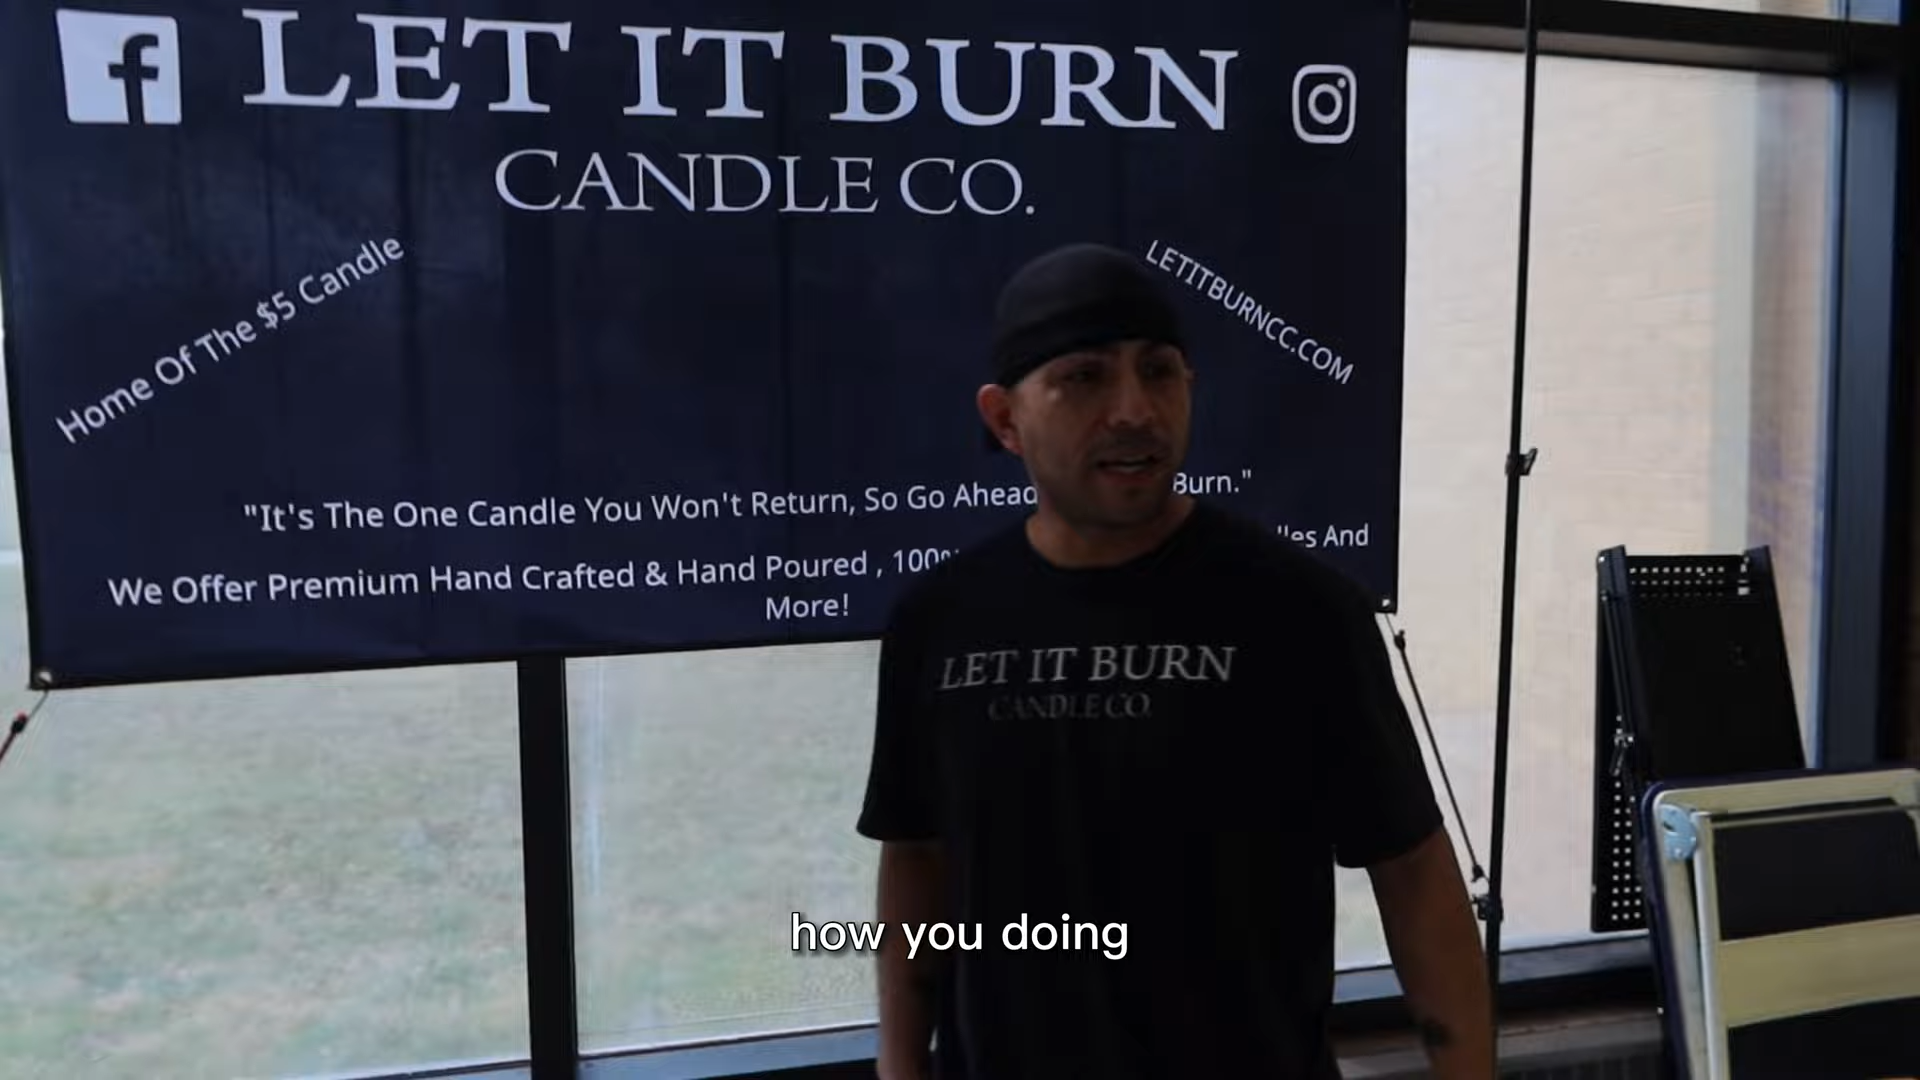 LET IT BURN
CANDLE CO.
Home Of The $5 Candle
LETITBURNCC.COM
"It's The One Candle You Won't Return, So Go Ahead Burn."
We Offer Premium Hand Crafted & Hand Poured , 100% And
More!
LET IT BURN
CANDLE CO.
how you doing